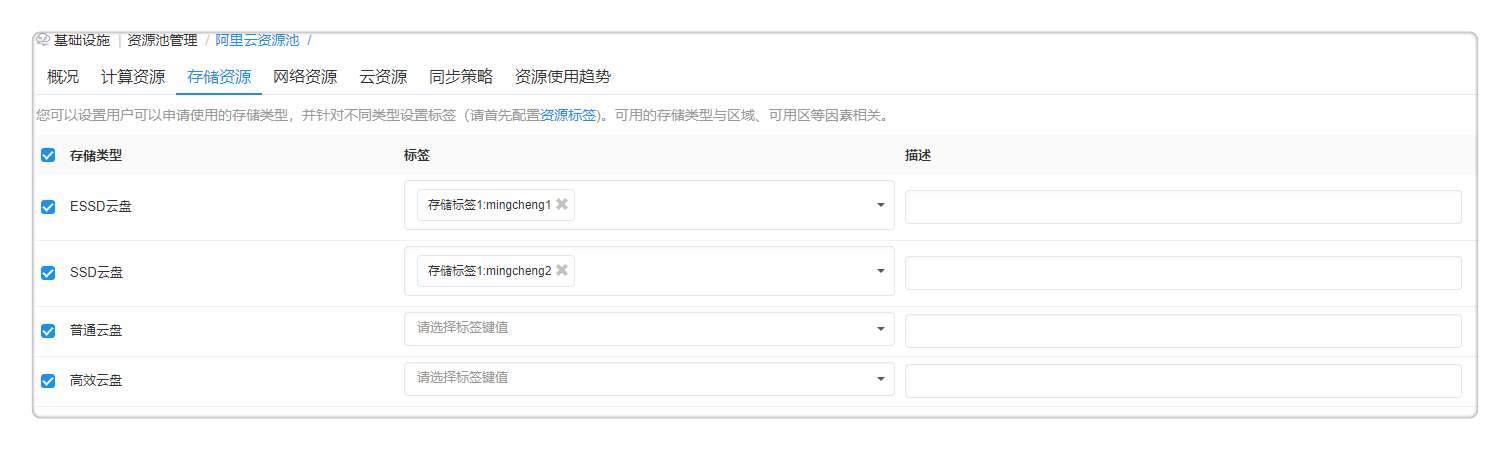 基础设施 | 资源池管理 / 阿里云资源池 /
概况 计算资源 存储资源 网络资源 云资源 同步策略 资源使用趋势
您可以设置用户可以申请使用的存储类型，并针对不同类型设置标签（请首先配置资源标签)。可用的存储类型与区域、可用区等因素相关。
存储类型 标签 描述
ESSD云盘 存储标签1:mingcheng1
SSD云盘 存储标签1:mingcheng2
普通云盘 请选择标签键值
高效云盘 请选择标签键值